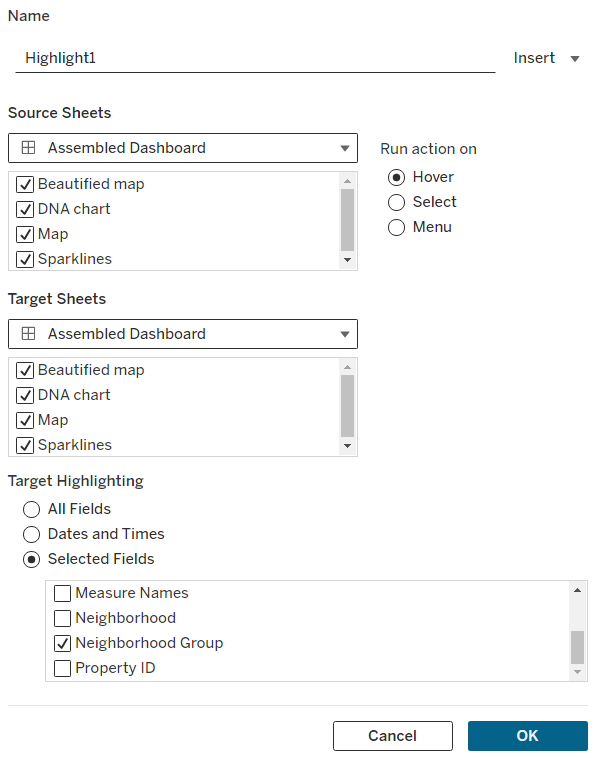 Name
Highlight1
Insert
Source Sheets
Assembled Dashboard
Run action on
Beautified map
Hover
DNA chart
Select
Map
Menu
Sparklines
Target Sheets
Assembled Dashboard
Beautified map
DNA chart
Map
Sparklines
Target Highlighting
All Fields
Dates and Times
Selected Fields
Measure Names
Neighborhood
Neighborhood Group
Property ID
Cancel
OK